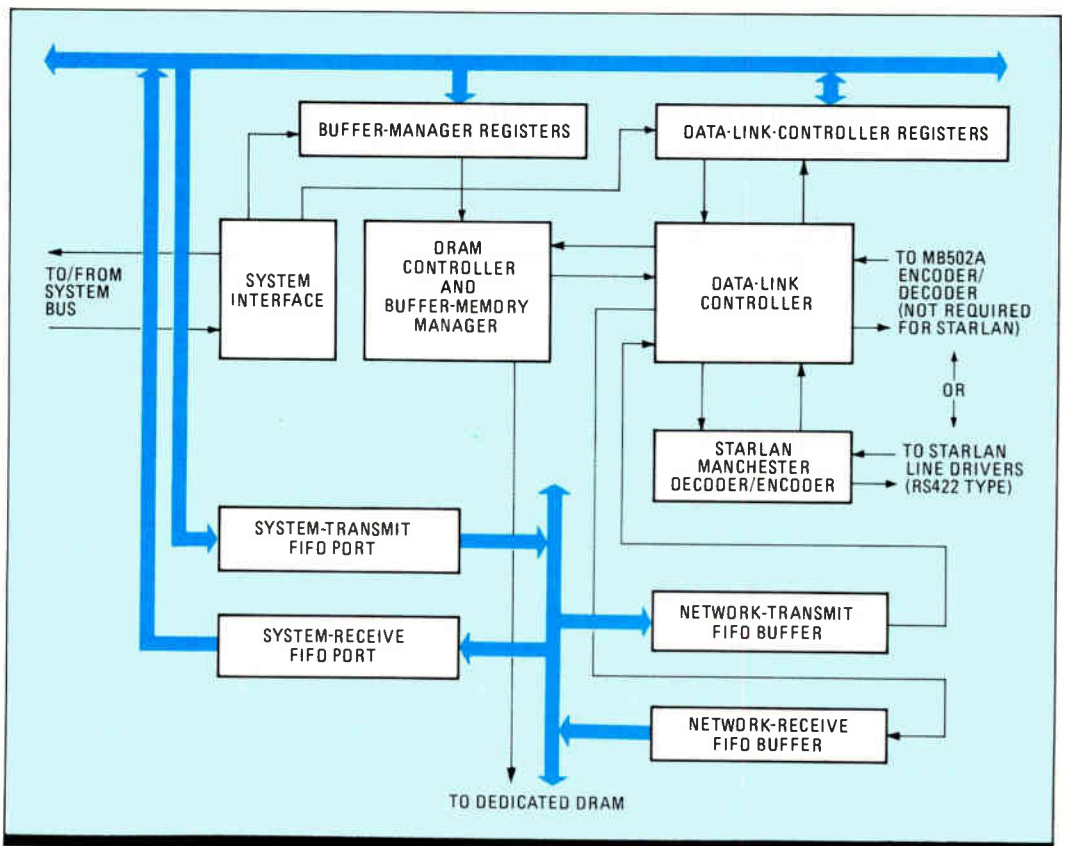 BUFFER-MANAGER REGISTERS
DATA-LINK-CONTROLLER REGISTERS
TO/FROM
SYSTEM
BUS
SYSTEM
INTERFACE
DRAM
CONTROLLER
AND
BUFFER-MEMORY
MANAGER
DATA-LINK
CONTROLLER
TO MB502A
ENCODER/
DECODER
(NOT REQUIRED
FOR STARLAN)
OR
STARLAN
MANCHESTER
DECODER/ENCODER
TO STARLAN
LINE DRIVERS
(RS422 TYPE)
SYSTEM-TRANSMIT
FIFO PORT
SYSTEM-RECEIVE
FIFO PORT
NETWORK-TRANSMIT
FIFO BUFFER
NETWORK-RECEIVE
FIFO BUFFER
TO DEDICATED DRAM